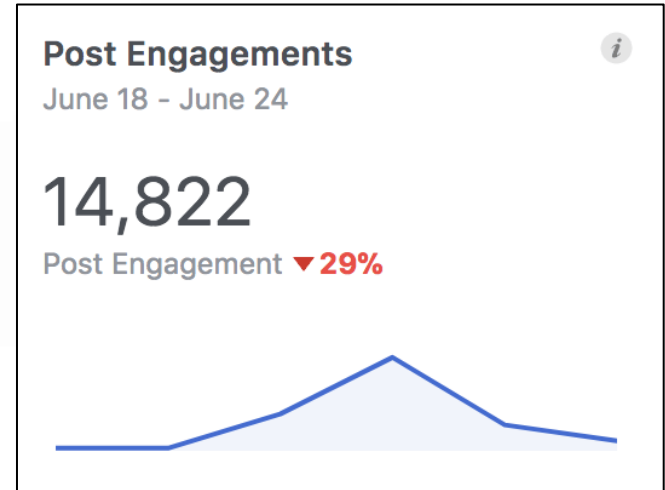 Post Engagements
i
June 18 - June 24
14,822
Post Engagement ▼29%